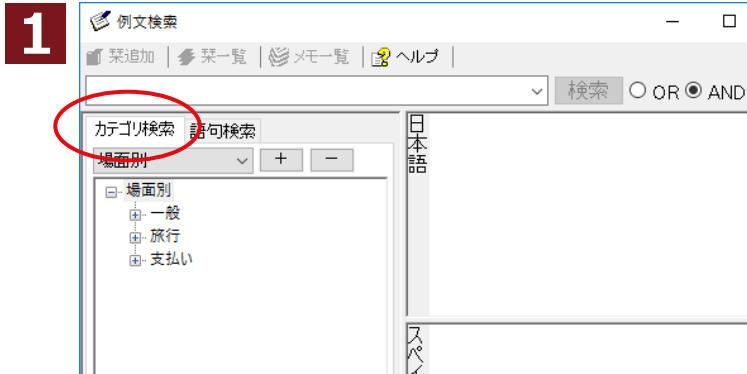 1
例文検索
栞追加 栞一覧 メモ一覧 ヘルプ
検索 OR AND
カテゴリ検索 語句検索
場面別 + −
場面別
一般
旅行
支払い
日本語
スペイ